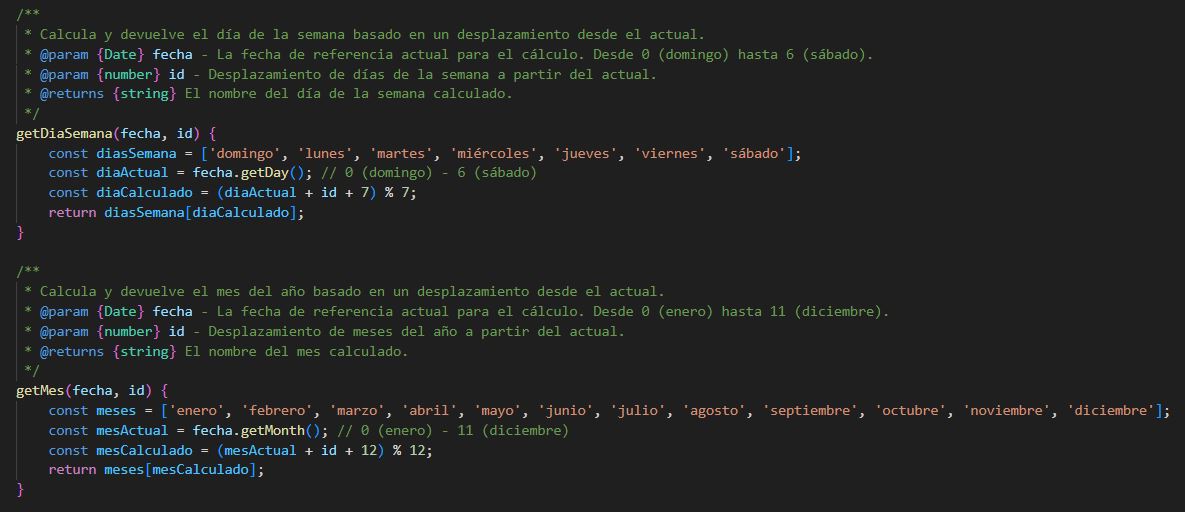 /**
 * Calcula y devuelve el día de la semana basado en un desplazamiento desde el actual.
 * @param {Date} fecha - La fecha de referencia actual para el cálculo. Desde 0 (domingo) hasta 6 (sábado).
 * @param {number} id - Desplazamiento de días de la semana a partir del actual.
 * @returns {string} El nombre del día de la semana calculado.
 */
getDiaSemana(fecha, id) {
    const diasSemana = ['domingo', 'lunes', 'martes', 'miércoles', 'jueves', 'viernes', 'sábado'];
    const diaActual = fecha.getDay(); // 0 (domingo) - 6 (sábado)
    const diaCalculado = (diaActual + id + 7) % 7;
    return diasSemana[diaCalculado];
}

/**
 * Calcula y devuelve el mes del año basado en un desplazamiento desde el actual.
 * @param {Date} fecha - La fecha de referencia actual para el cálculo. Desde 0 (enero) hasta 11 (diciembre).
 * @param {number} id - Desplazamiento de meses del año a partir del actual.
 * @returns {string} El nombre del mes calculado.
 */
getMes(fecha, id) {
    const meses = ['enero', 'febrero', 'marzo', 'abril', 'mayo', 'junio', 'julio', 'agosto', 'septiembre', 'octubre', 'noviembre', 'diciembre'];
    const mesActual = fecha.getMonth(); // 0 (enero) - 11 (diciembre)
    const mesCalculado = (mesActual + id + 12) % 12;
    return meses[mesCalculado];
}